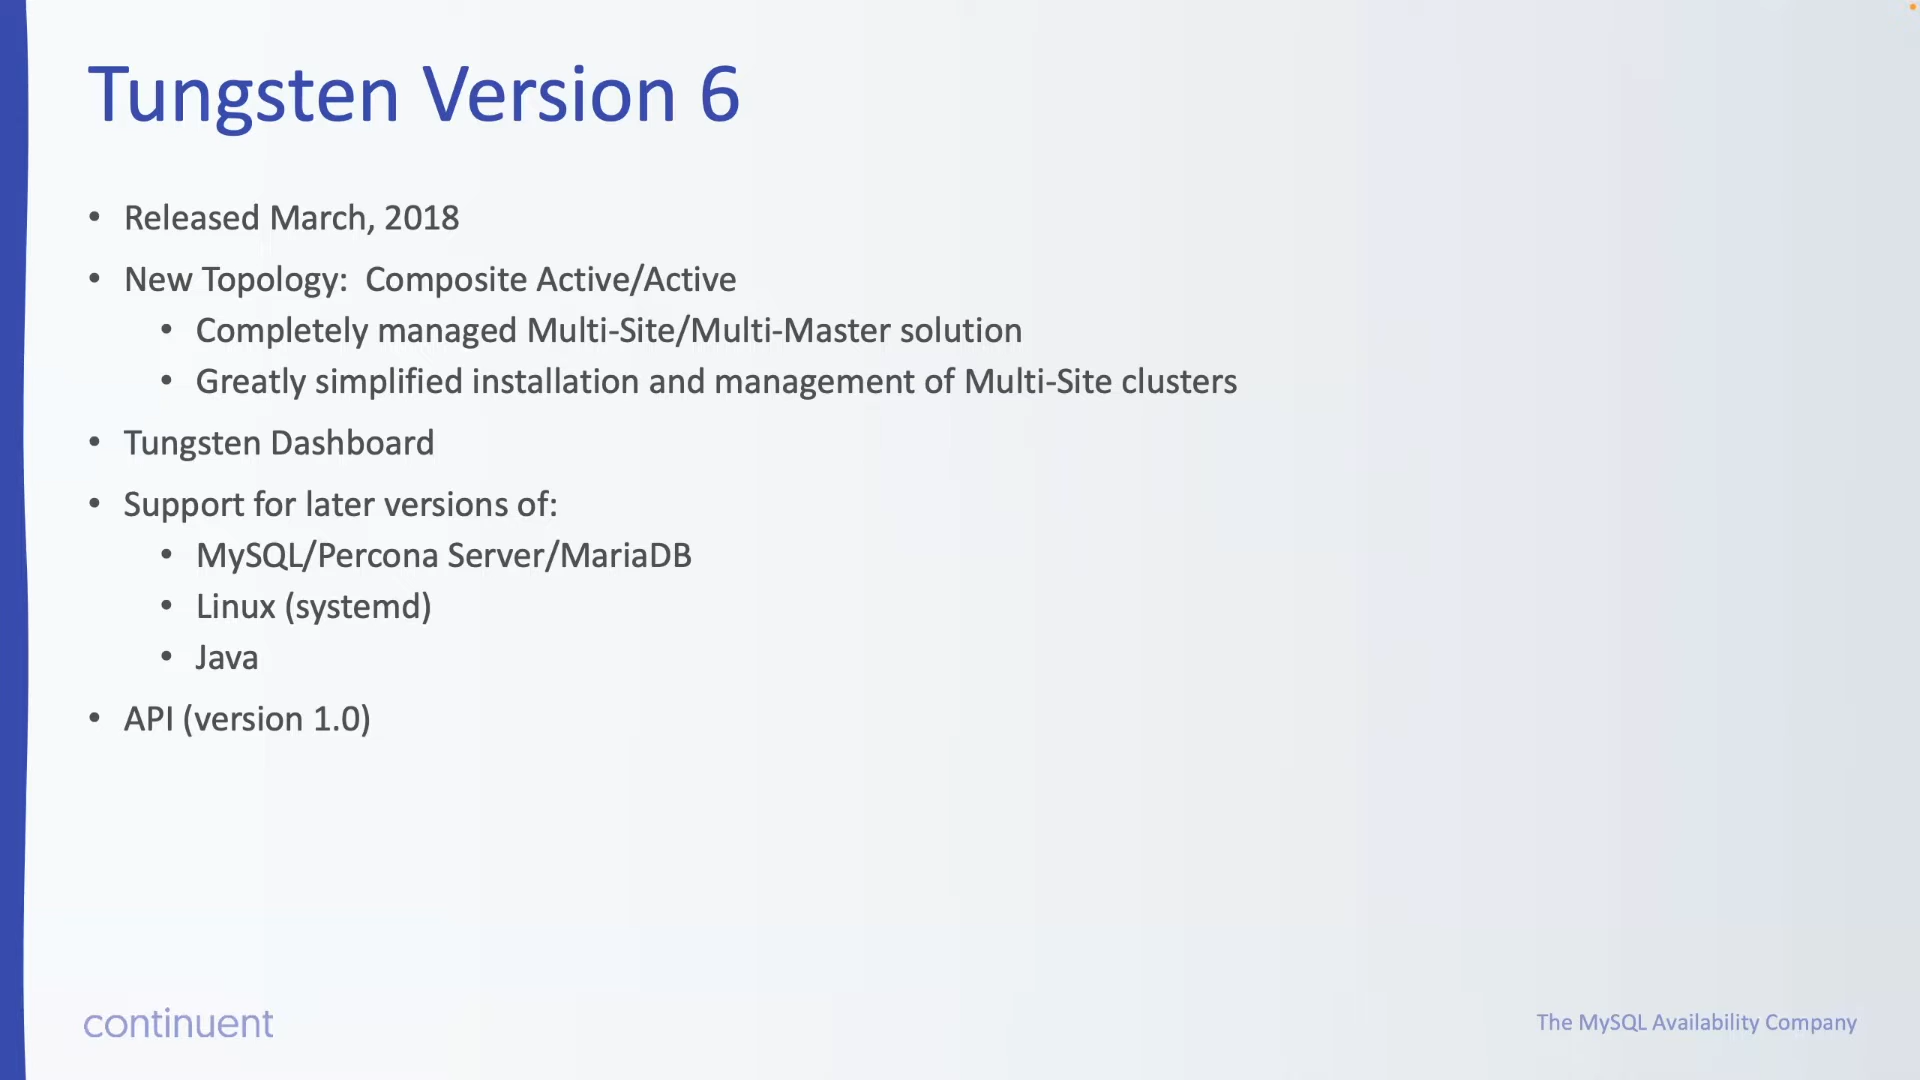 Tungsten Version 6
• Released March, 2018
• New Topology:  Composite Active/Active
• Completely managed Multi-Site/Multi-Master solution
• Greatly simplified installation and management of Multi-Site clusters
• Tungsten Dashboard
• Support for later versions of:
• MySQL/Percona Server/MariaDB
• Linux (systemd)
• Java
• API (version 1.0)
continuent
The MySQL Availability Company